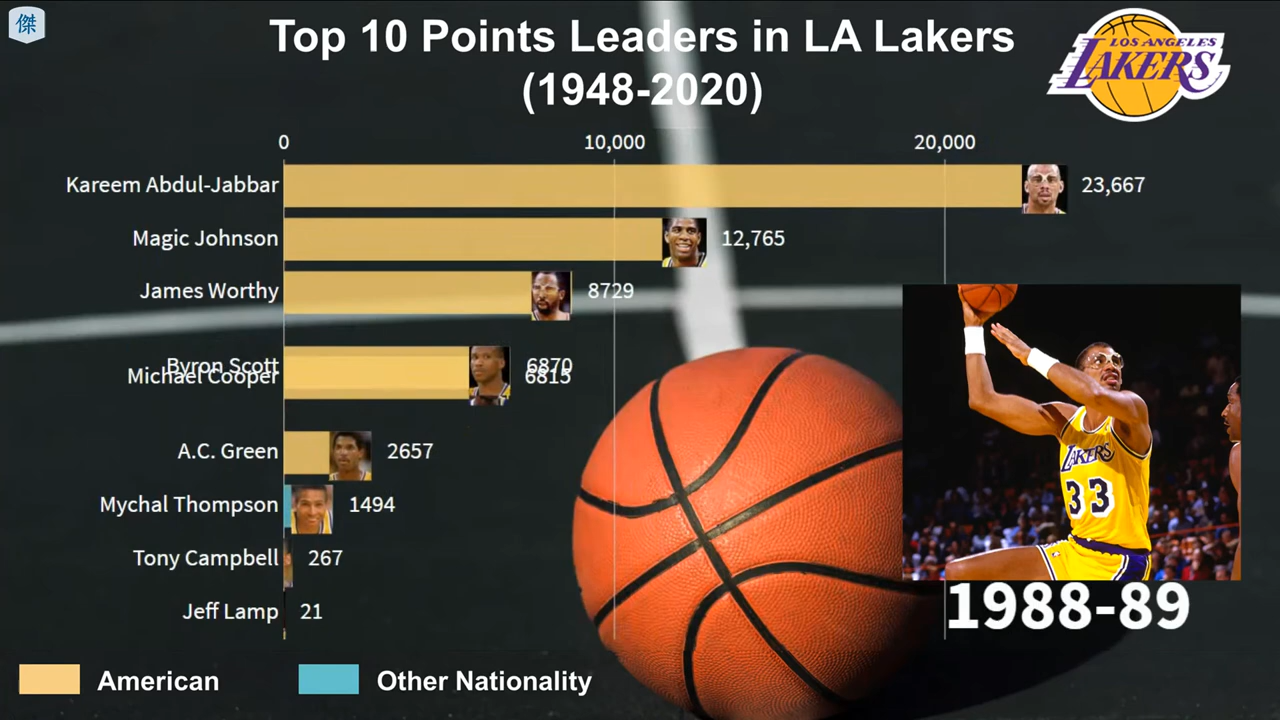 傑
Top 10 Points Leaders in LA Lakers
(1948-2020)
LOS ANGELES
LAKERS
0 10,000 20,000
Kareem Abdul-Jabbar 23,667
Magic Johnson 12,765
James Worthy 8729
Byron Scott 6870
Michael Cooper 6815
A.C. Green 2657
Mychal Thompson 1494
Tony Campbell 267
Jeff Lamp 21
LAKERS
33
1988-89
American Other Nationality